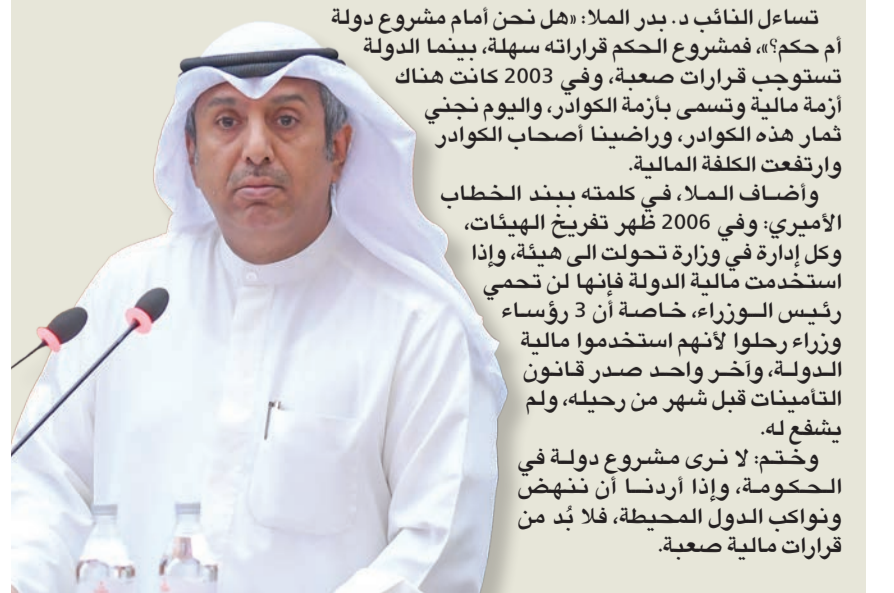 تساءل النائب د. بدر الملا: «هل نحن أمام مشروع دولة
أم حكم؟»، فمشروع الحكم قراراته سهلة، بينما الدولة
تستوجب قرارات صعبة، وفي 2003 كانت هناك
أزمة مالية وتسمى بأزمة الكوادر، واليوم نجني
ثمار هذه الكوادر، وراضينا أصحاب الكوادر
وارتفعت الكلفة المالية.
وأضاف الملا، في كلمته ببند الخطاب
الأميري: وفي 2006 ظهر تفريخ الهيئات،
وكل إدارة في وزارة تحولت الى هيئة، وإذا
استخدمت مالية الدولة فإنها لن تحمي
رئيس الوزراء، خاصة أن 3 رؤساء
وزراء رحلوا لأنهم استخدموا مالية
الدولة، وآخر واحد صدر قانون
التأمينات قبل شهر من رحيله، ولم
يشفع له.
وختم: لا نرى مشروع دولة في
الحكومة، وإذا أردنا أن ننهض
ونواكب الدول المحيطة، فلا بُد من
قرارات مالية صعبة.